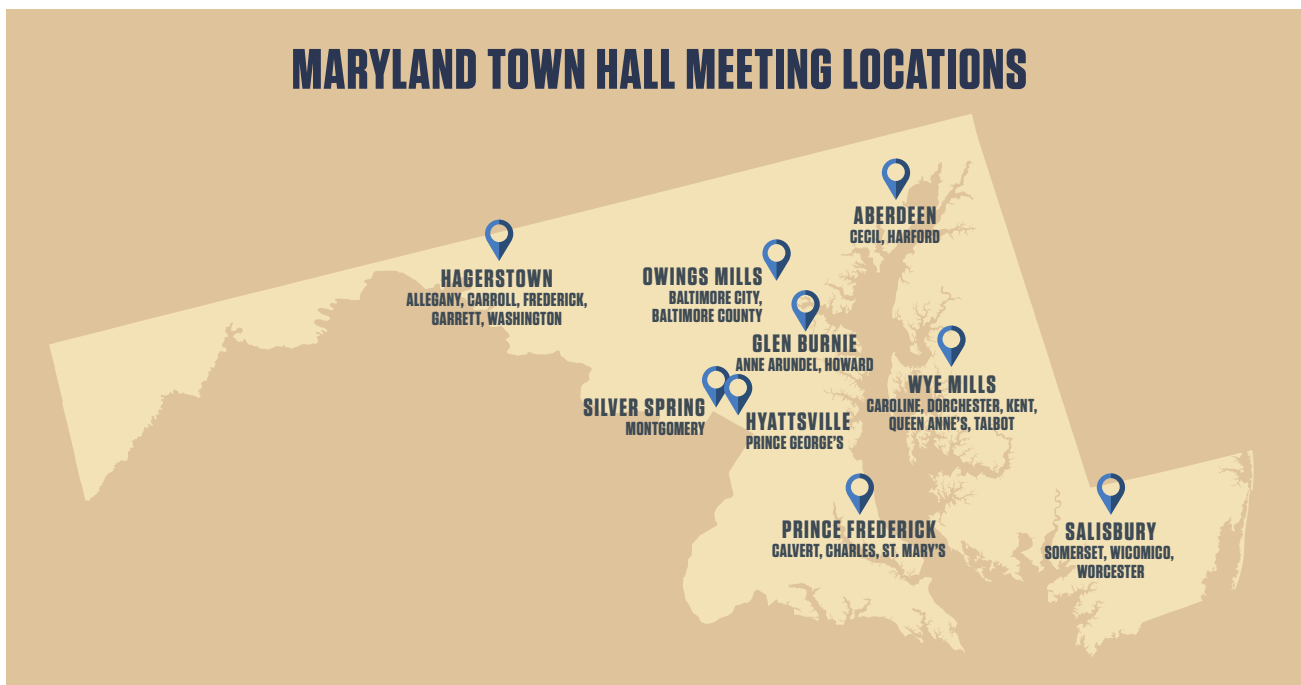 MARYLAND TOWN HALL MEETING LOCATIONS
ABERDEEN
CECIL, HARFORD
HAGERSTOWN
ALLEGANY, CARROLL, FREDERICK,
GARRETT, WASHINGTON
OWINGS MILLS
BALTIMORE CITY,
BALTIMORE COUNTY
GLEN BURNIE
ANNE ARUNDEL, HOWARD
WYE MILLS
CAROLINE, DORCHESTER, KENT,
QUEEN ANNE'S, TALBOT
SILVER SPRING
MONTGOMERY
HYATTSVILLE
PRINCE GEORGE'S
PRINCE FREDERICK
CALVERT, CHARLES, ST. MARY'S
SALISBURY
SOMERSET, WICOMICO,
WORCESTER